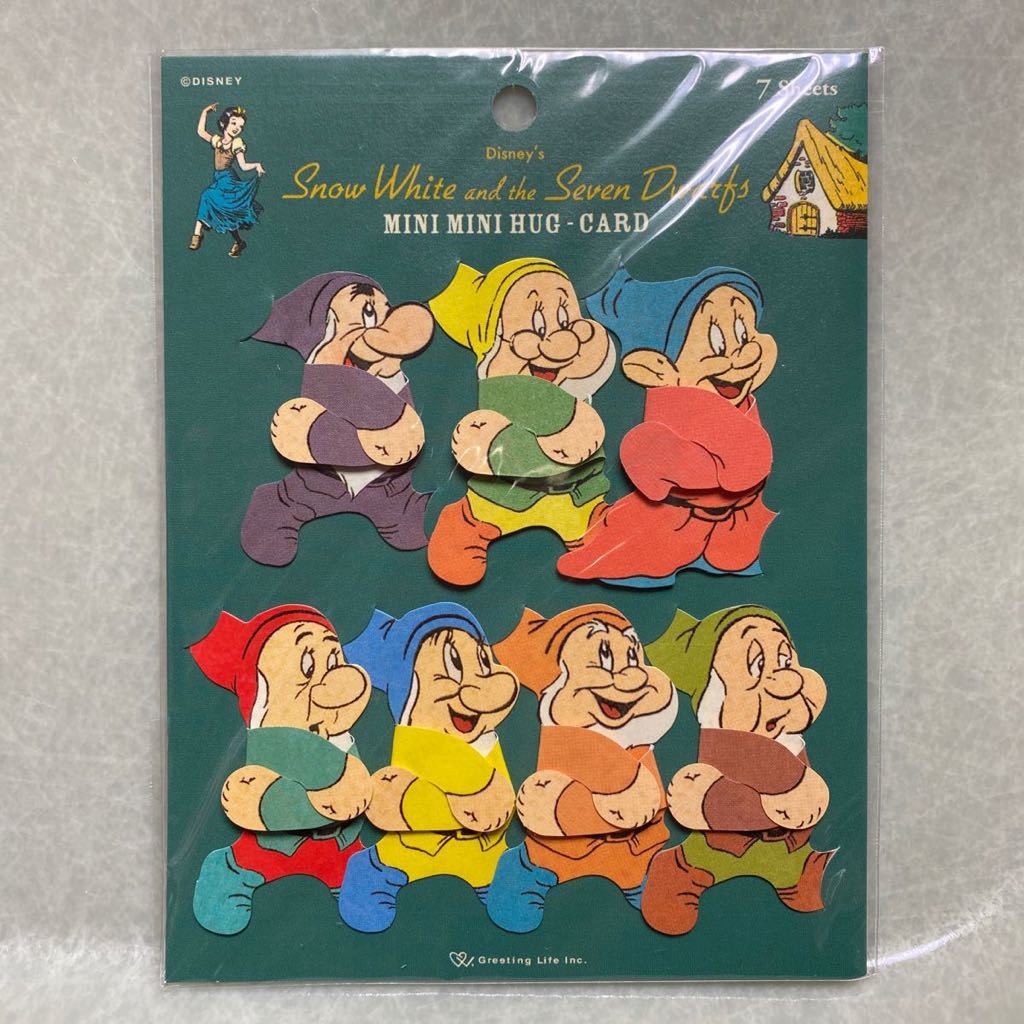 ©DISNEY
7 Sheets
Disney's
Snow White and the Seven Dwarfs
MINI MINI HUG-CARD
Greeting Life Inc.